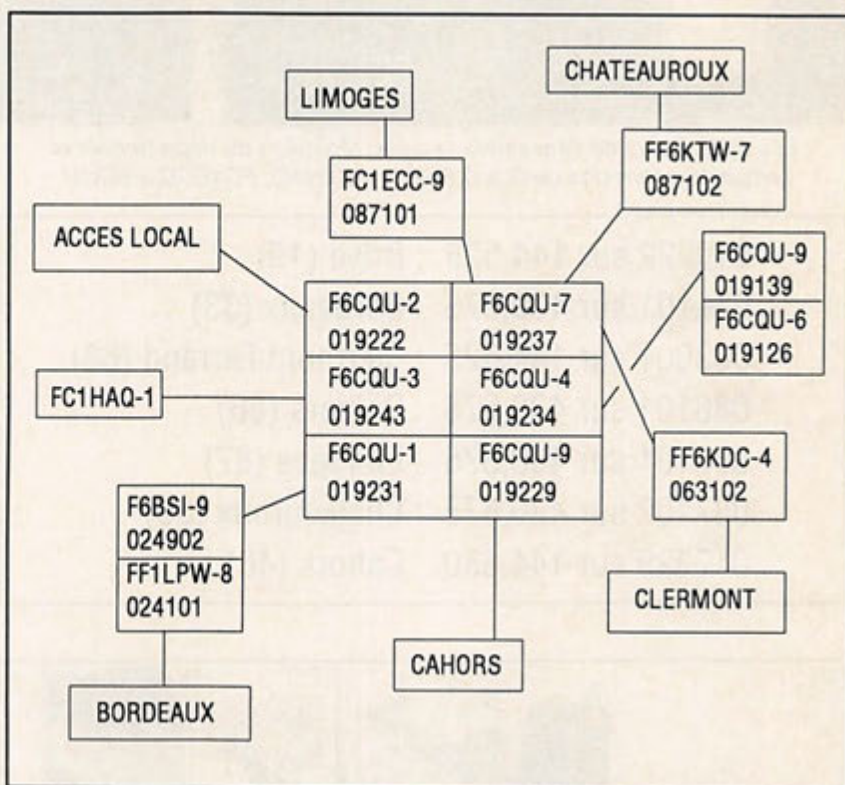 CHATEAUROUX
LIMOGES
FC1ECC-9
087101
FF6KTW-7
087102
ACCES LOCAL
F6CQU-9
019139
F6CQU-6
019126
F6CQU-2
019222
F6CQU-7
019237
FC1HAQ-1
F6CQU-3
019243
F6CQU-4
019234
F6CQU-1
019231
F6CQU-9
019229
FF6KDC-4
063102
F6BSI-9
024902
FF1LPW-8
024101
CLERMONT
CAHORS
BORDEAUX